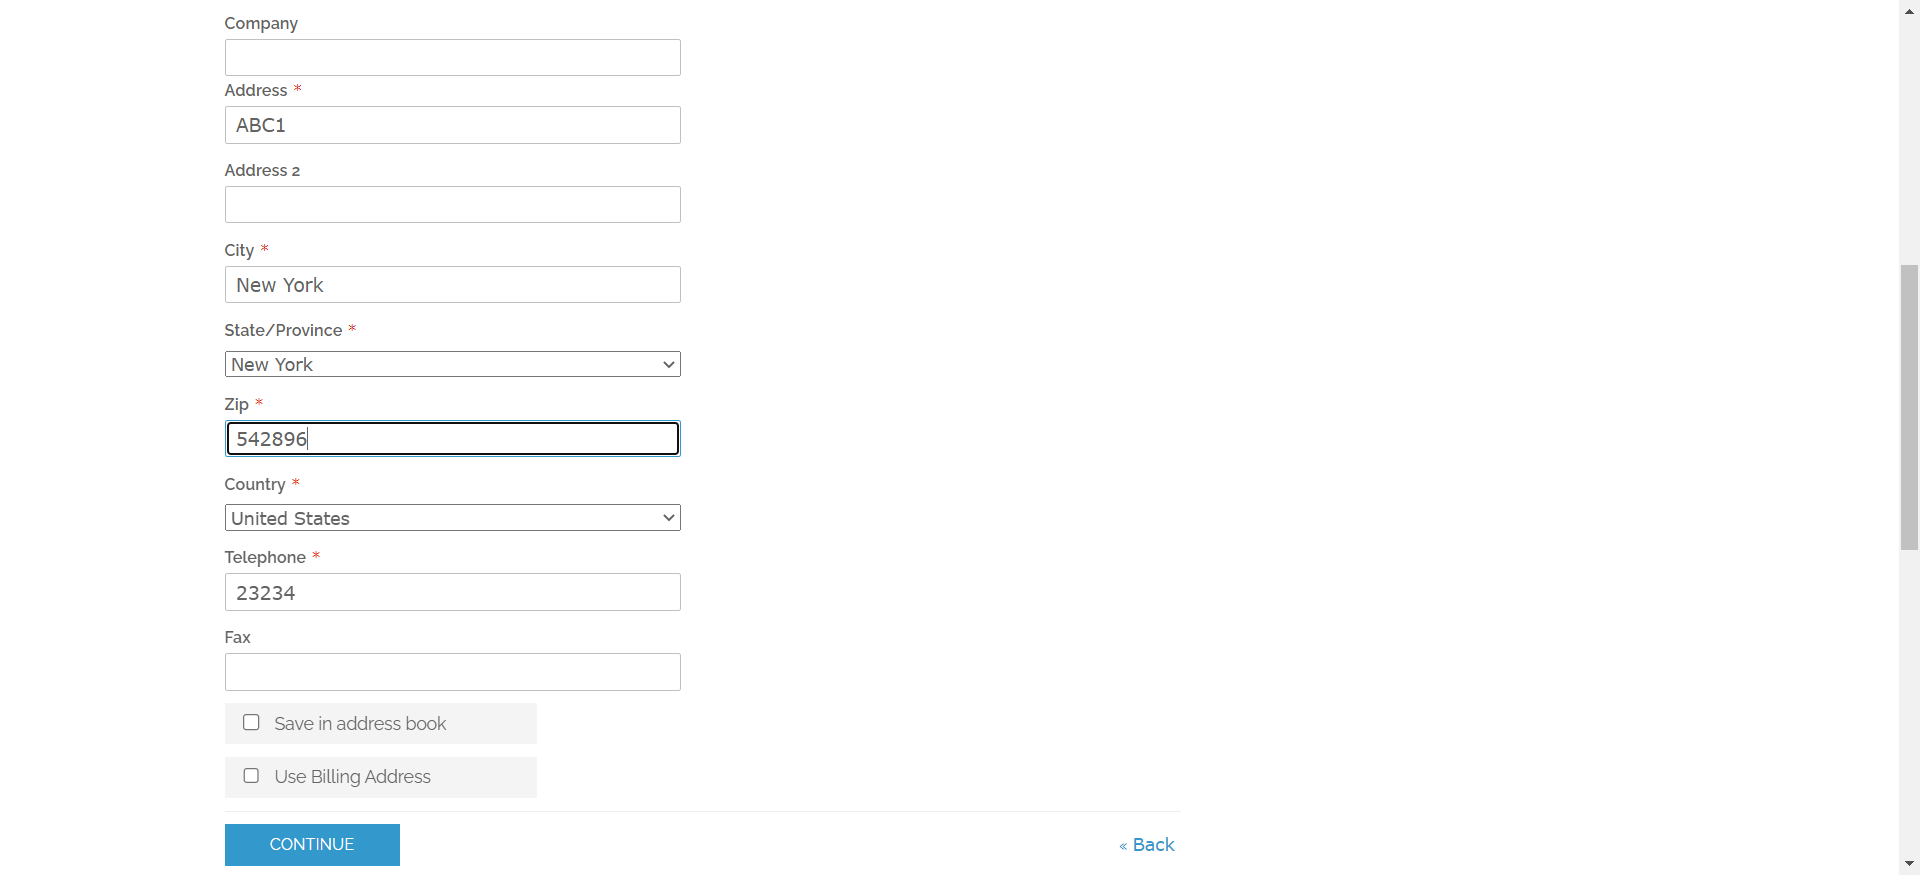 Company
Address *
ABC1
Address 2
City *
New York
State/Province *
New York
Zip *
542896
Country *
United States
Telephone *
23234
Fax
Save in address book
Use Billing Address
CONTINUE
« Back